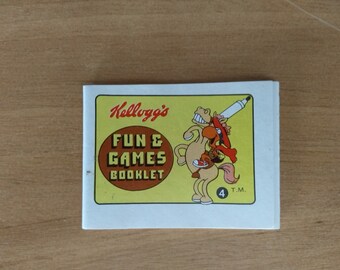 Kellogg's
FUN &
GAMES
BOOKLET
4 T.M.